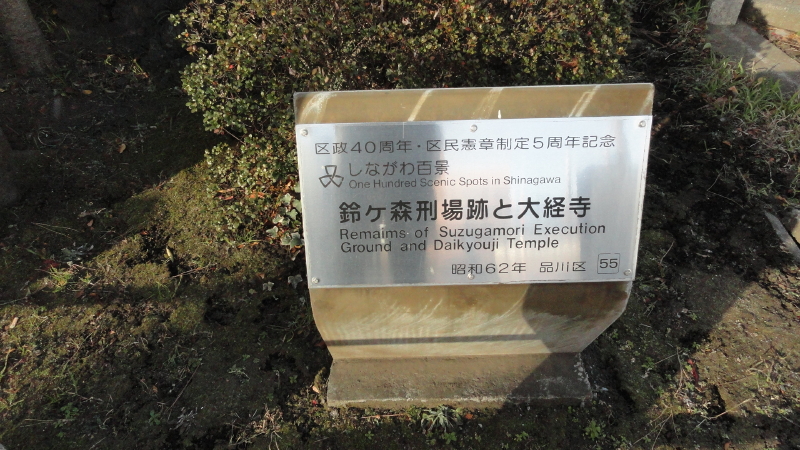 区政40周年・区民憲章制定5周年記念
しながわ百景
One Hundred Scenic Spots in Shinagawa
鈴ケ森刑場跡と大経寺
Remaims of Suzugamori Execution
Ground and Daikyouji Temple
昭和62年 品川区 55